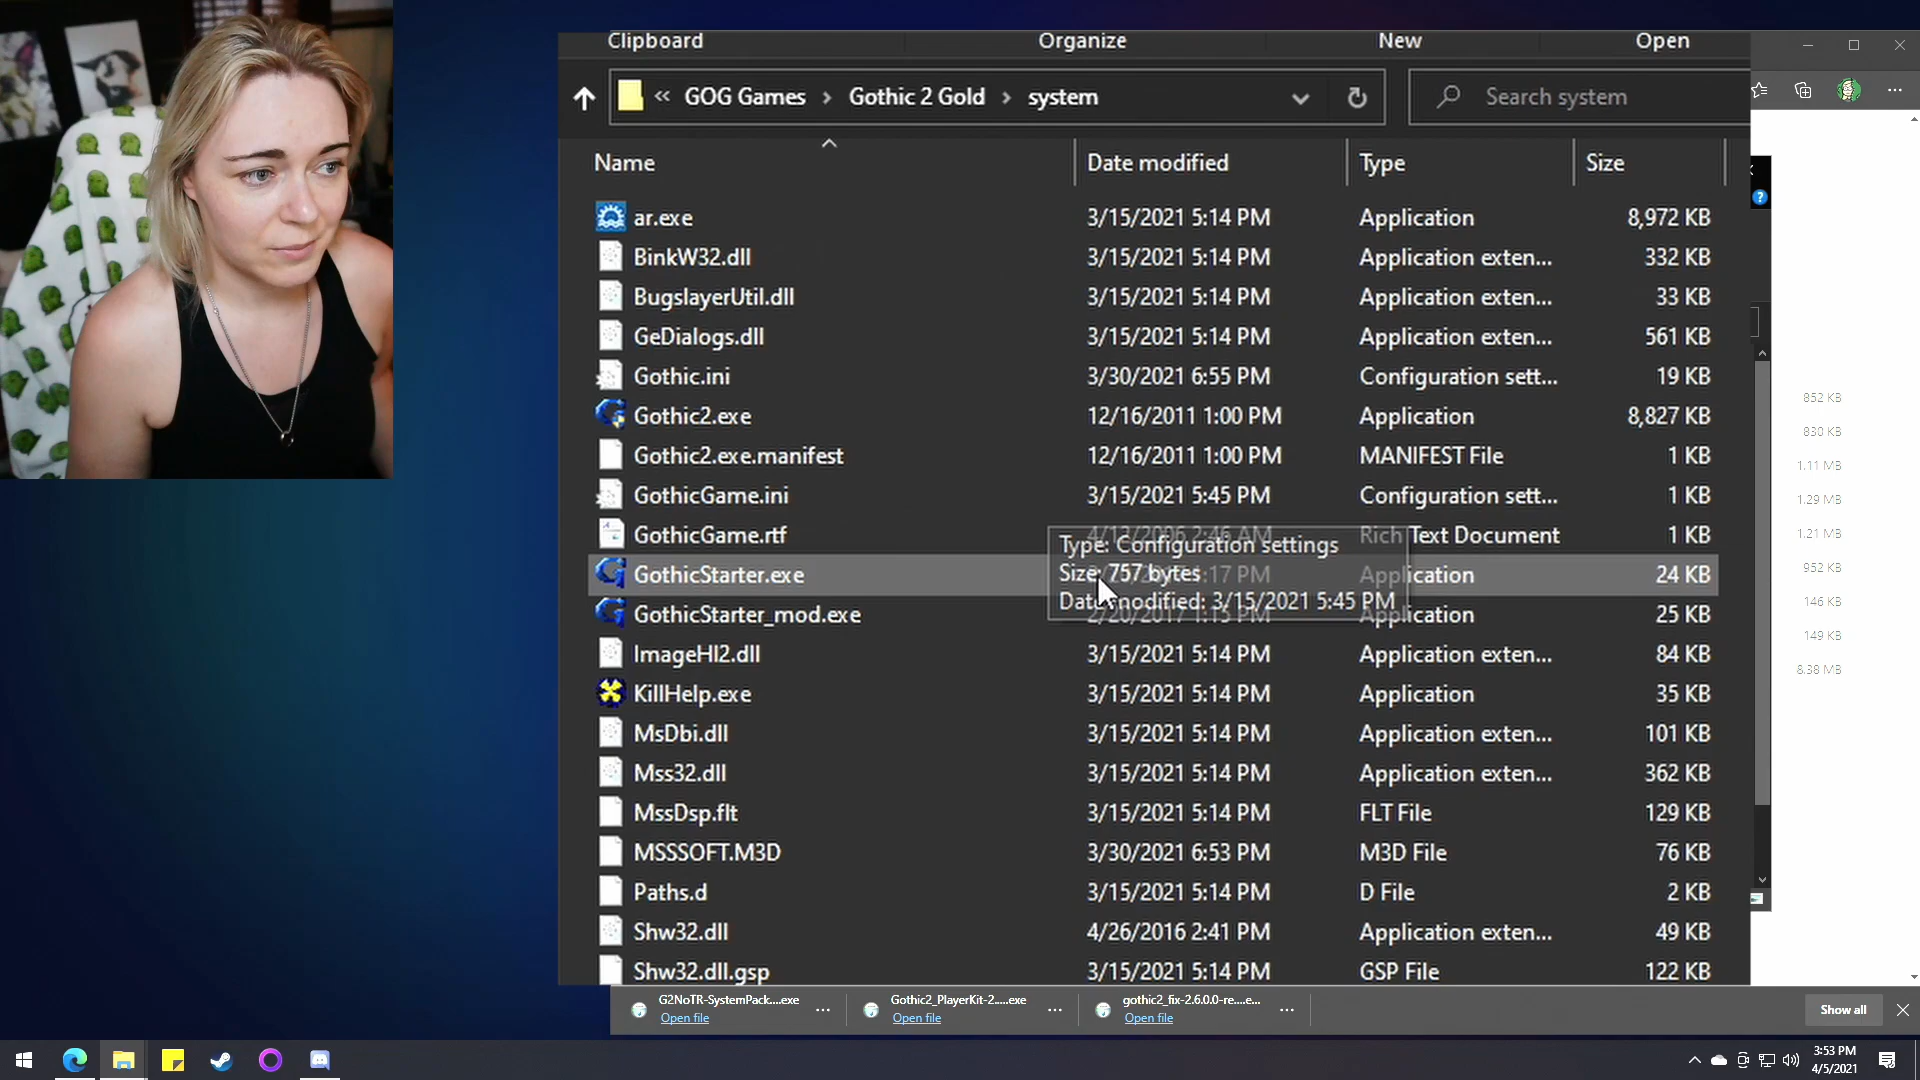 Clipboard Organize New Open
« GOG Games › Gothic 2 Gold › system Search system
Name Date modified Type Size
ar.exe 3/15/2021 5:14 PM Application 8,972 KB
BinkW32.dll 3/15/2021 5:14 PM Application exten... 332 KB
BugslayerUtil.dll 3/15/2021 5:14 PM Application exten... 33 KB
GeDialogs.dll 3/15/2021 5:14 PM Application exten... 561 KB
Gothic.ini 3/30/2021 6:55 PM Configuration sett... 19 KB
Gothic2.exe 12/16/2011 1:00 PM Application 8,827 KB
Gothic2.exe.manifest 12/16/2011 1:00 PM MANIFEST File 1 KB
GothicGame.ini 3/15/2021 5:45 PM Configuration sett... 1 KB
GothicGame.rtf 4/13/2006 2:46 AM Rich Text Document 1 KB
Type: Configuration settings
Size: 757 bytes
Date modified: 3/15/2021 5:45 PM
GothicStarter.exe 1:17 PM Application 24 KB
GothicStarter_mod.exe 2/20/2017 1:15 PM Application 25 KB
ImageHl2.dll 3/15/2021 5:14 PM Application exten... 84 KB
KillHelp.exe 3/15/2021 5:14 PM Application 35 KB
MsDbi.dll 3/15/2021 5:14 PM Application exten... 101 KB
Mss32.dll 3/15/2021 5:14 PM Application exten... 362 KB
MssDsp.flt 3/15/2021 5:14 PM FLT File 129 KB
MSSSOFT.M3D 3/30/2021 6:53 PM M3D File 76 KB
Paths.d 3/15/2021 5:14 PM D File 2 KB
Shw32.dll 4/26/2016 2:41 PM Application exten... 49 KB
Shw32.dll.gsp 3/15/2021 5:14 PM GSP File 122 KB
852 KB
830 KB
1.11 MB
1.29 MB
1.21 MB
952 KB
146 KB
149 KB
8.38 MB
G2NoTR-SystemPack....exe Gothic2_PlayerKit-2.....exe gothic2_fix-2.6.0.0-re....e...
Open file Open file Open file
Show all
3:53 PM
4/5/2021